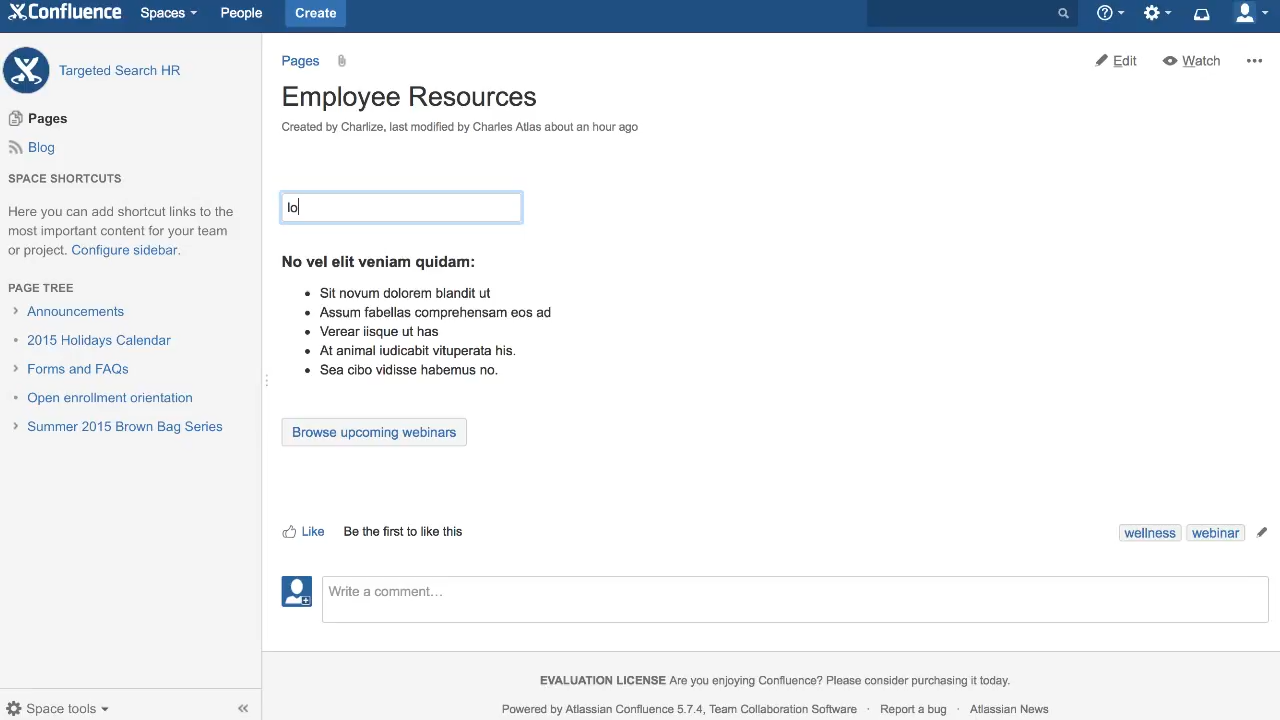 Confluence Spaces People Create
Targeted Search HR
Pages
Blog
SPACE SHORTCUTS
Here you can add shortcut links to the
most important content for your team
or project. Configure sidebar.
PAGE TREE
Announcements
2015 Holidays Calendar
Forms and FAQs
Open enrollment orientation
Summer 2015 Brown Bag Series
Space tools
Pages
Edit Watch
Employee Resources
Created by Charlize, last modified by Charles Atlas about an hour ago
lo
No vel elit veniam quidam:
• Sit novum dolorem blandit ut
• Assum fabellas comprehensam eos ad
• Verear iisque ut has
• At animal iudicabit vituperata his.
• Sea cibo vidisse habemus no.
Browse upcoming webinars
Like Be the first to like this
wellness webinar
Write a comment…
EVALUATION LICENSE Are you enjoying Confluence? Please consider purchasing it today.
Powered by Atlassian Confluence 5.7.4, Team Collaboration Software · Report a bug · Atlassian News